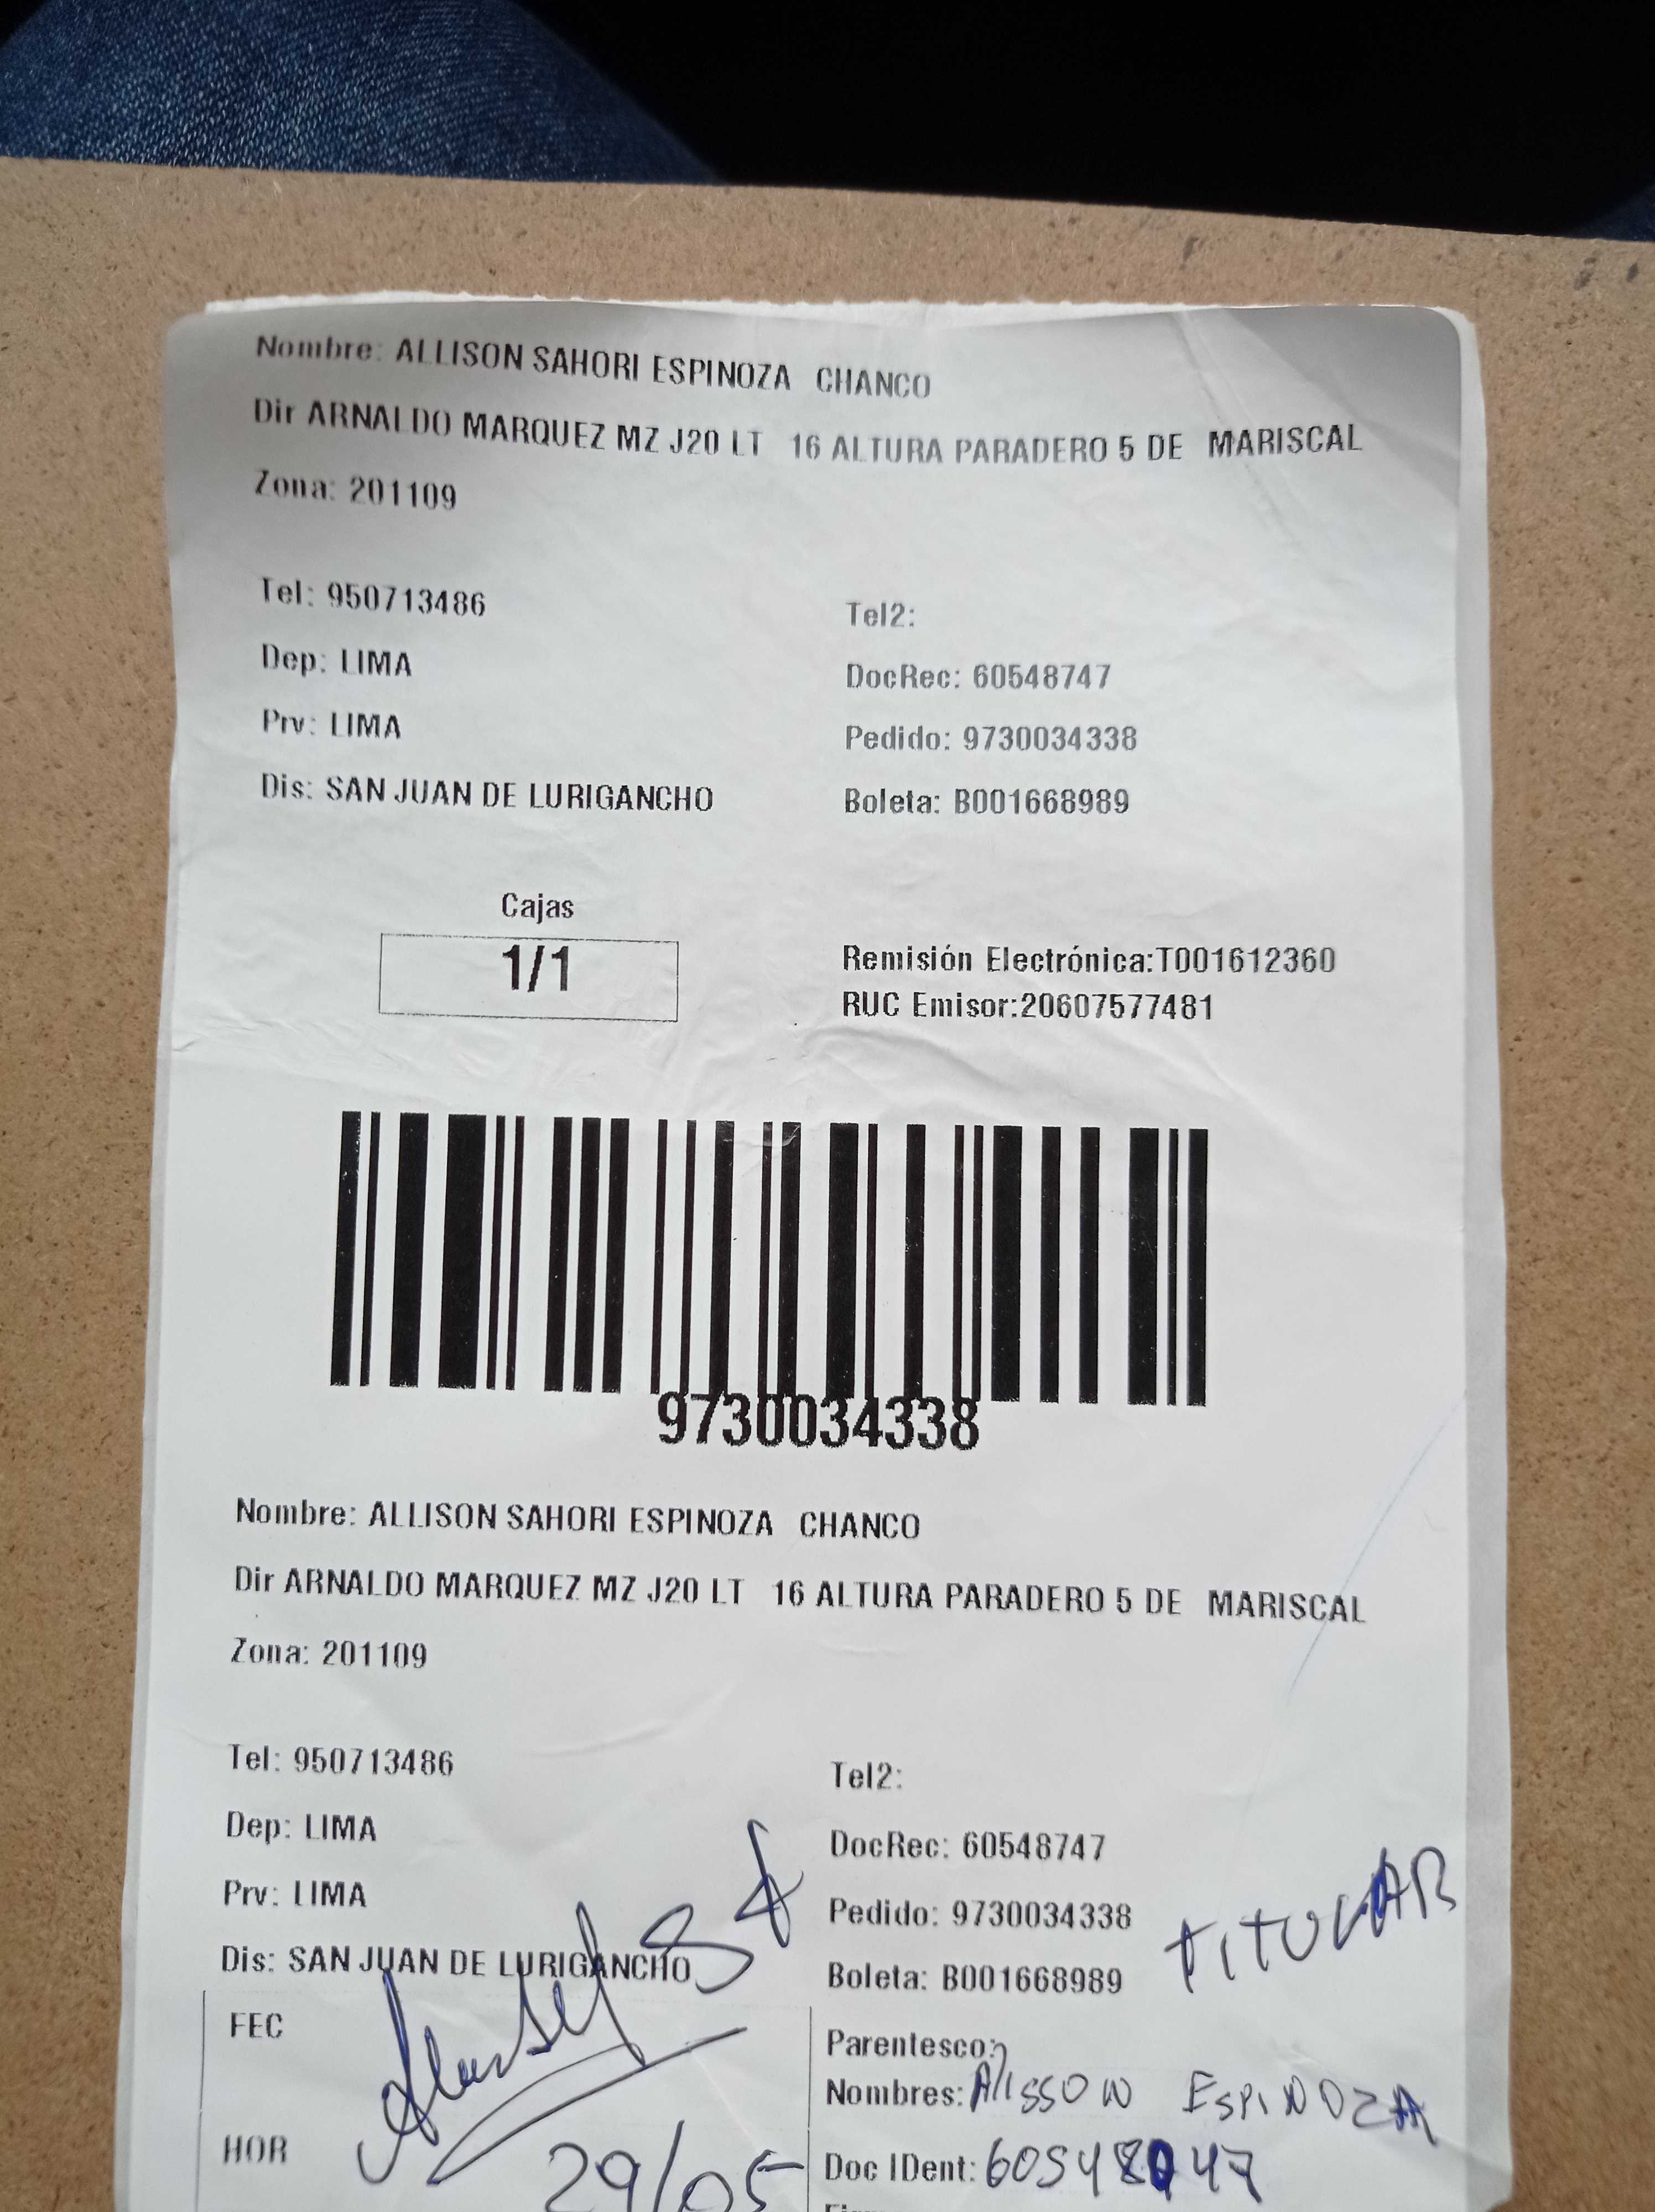 Nombre: ALLISON SAHORI ESPINOZA CHANCO
Dir ARNALDO MARQUEZ MZ J20 LT 16 ALTURA PARADERO 5 DE MARISCAL
Zona: 201109
Tel: 950713486
Tel2:
Dep: LIMA
DocRec: 60548747
Prv: LIMA
Pedido: 9730034338
Dis: SAN JUAN DE LURIGANCHO
Boleta: B001668989
Cajas
1/1
Remisión Electrónica:T001612360
RUC Emisor:20607577481
9730034338
Nombre: ALLISON SAHORI ESPINOZA CHANCO
Dir ARNALDO MARQUEZ MZ J20 LT 16 ALTURA PARADERO 5 DE MARISCAL
Zona: 201109
Tel: 950713486
Tel2:
Dep: LIMA
DocRec: 60548747
Prv: LIMA
Pedido: 9730034338
TITULAR
Dis: SAN JUAN DE LURIGANCHO
Boleta: B001668989
FEC
Parentesco:
Nombres: Alisson ESPINOZA
HOR
29/05
Doc IDent: